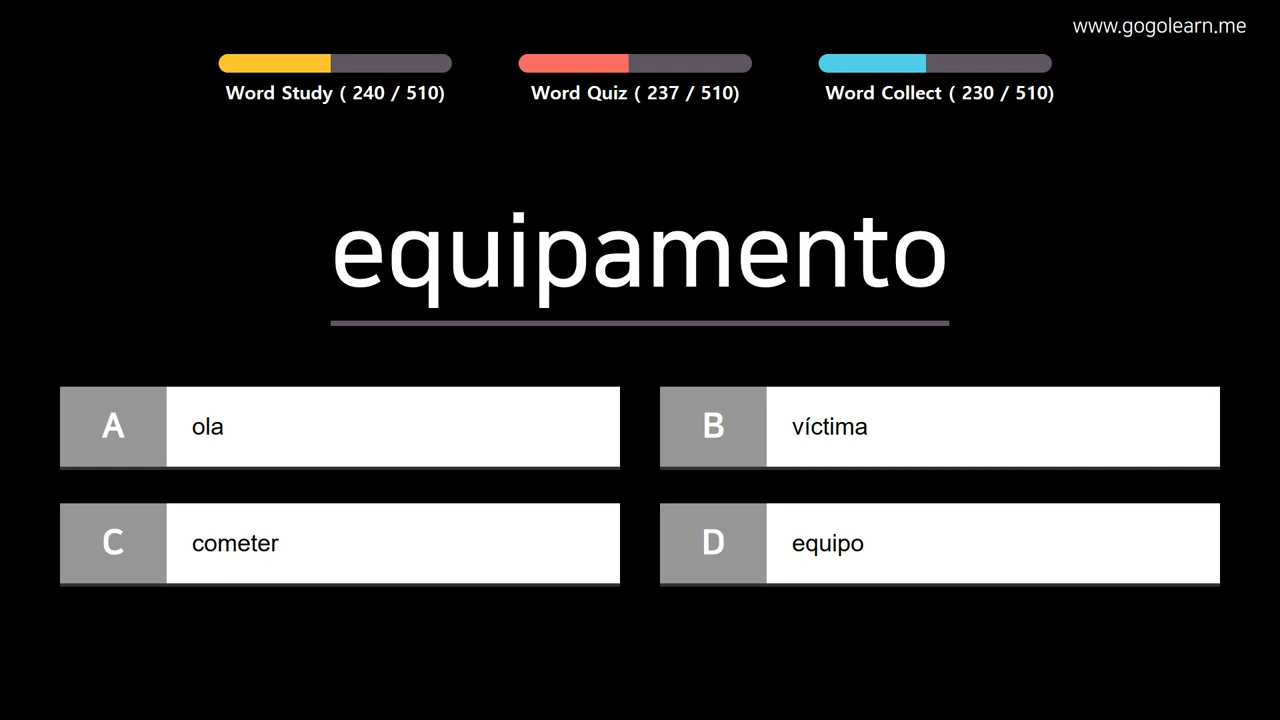 www.gogolearn.me
Word Study ( 240 / 510)
Word Quiz ( 237 / 510)
Word Collect ( 230 / 510)
equipamento
A ola
B víctima
C cometer
D equipo